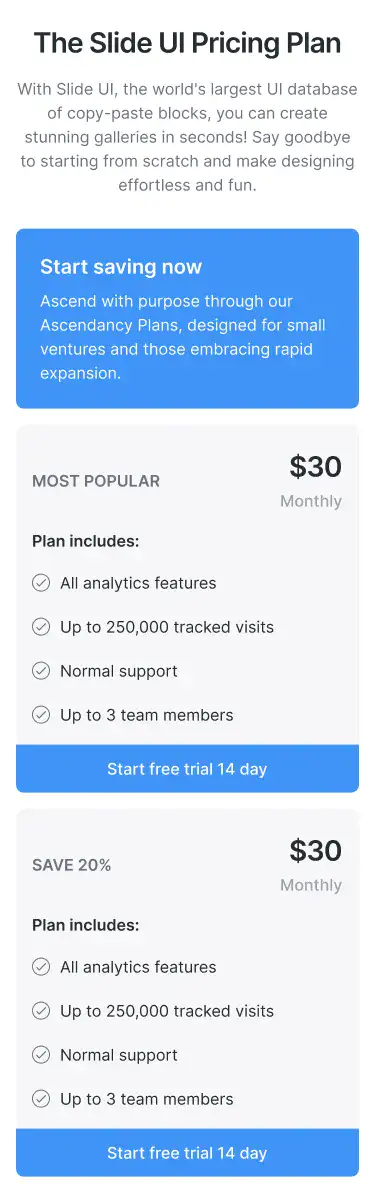 The Slide UI Pricing Plan
With Slide UI, the world's largest UI database
of copy-paste blocks, you can create
stunning galleries in seconds! Say goodbye
to starting from scratch and make designing
effortless and fun.
Start saving now
Ascend with purpose through our
Ascendancy Plans, designed for small
ventures and those embracing rapid
expansion.
MOST POPULAR
$30
Monthly
Plan includes:
All analytics features
Up to 250,000 tracked visits
Normal support
Up to 3 team members
Start free trial 14 day
SAVE 20%
$30
Monthly
Plan includes:
All analytics features
Up to 250,000 tracked visits
Normal support
Up to 3 team members
Start free trial 14 day